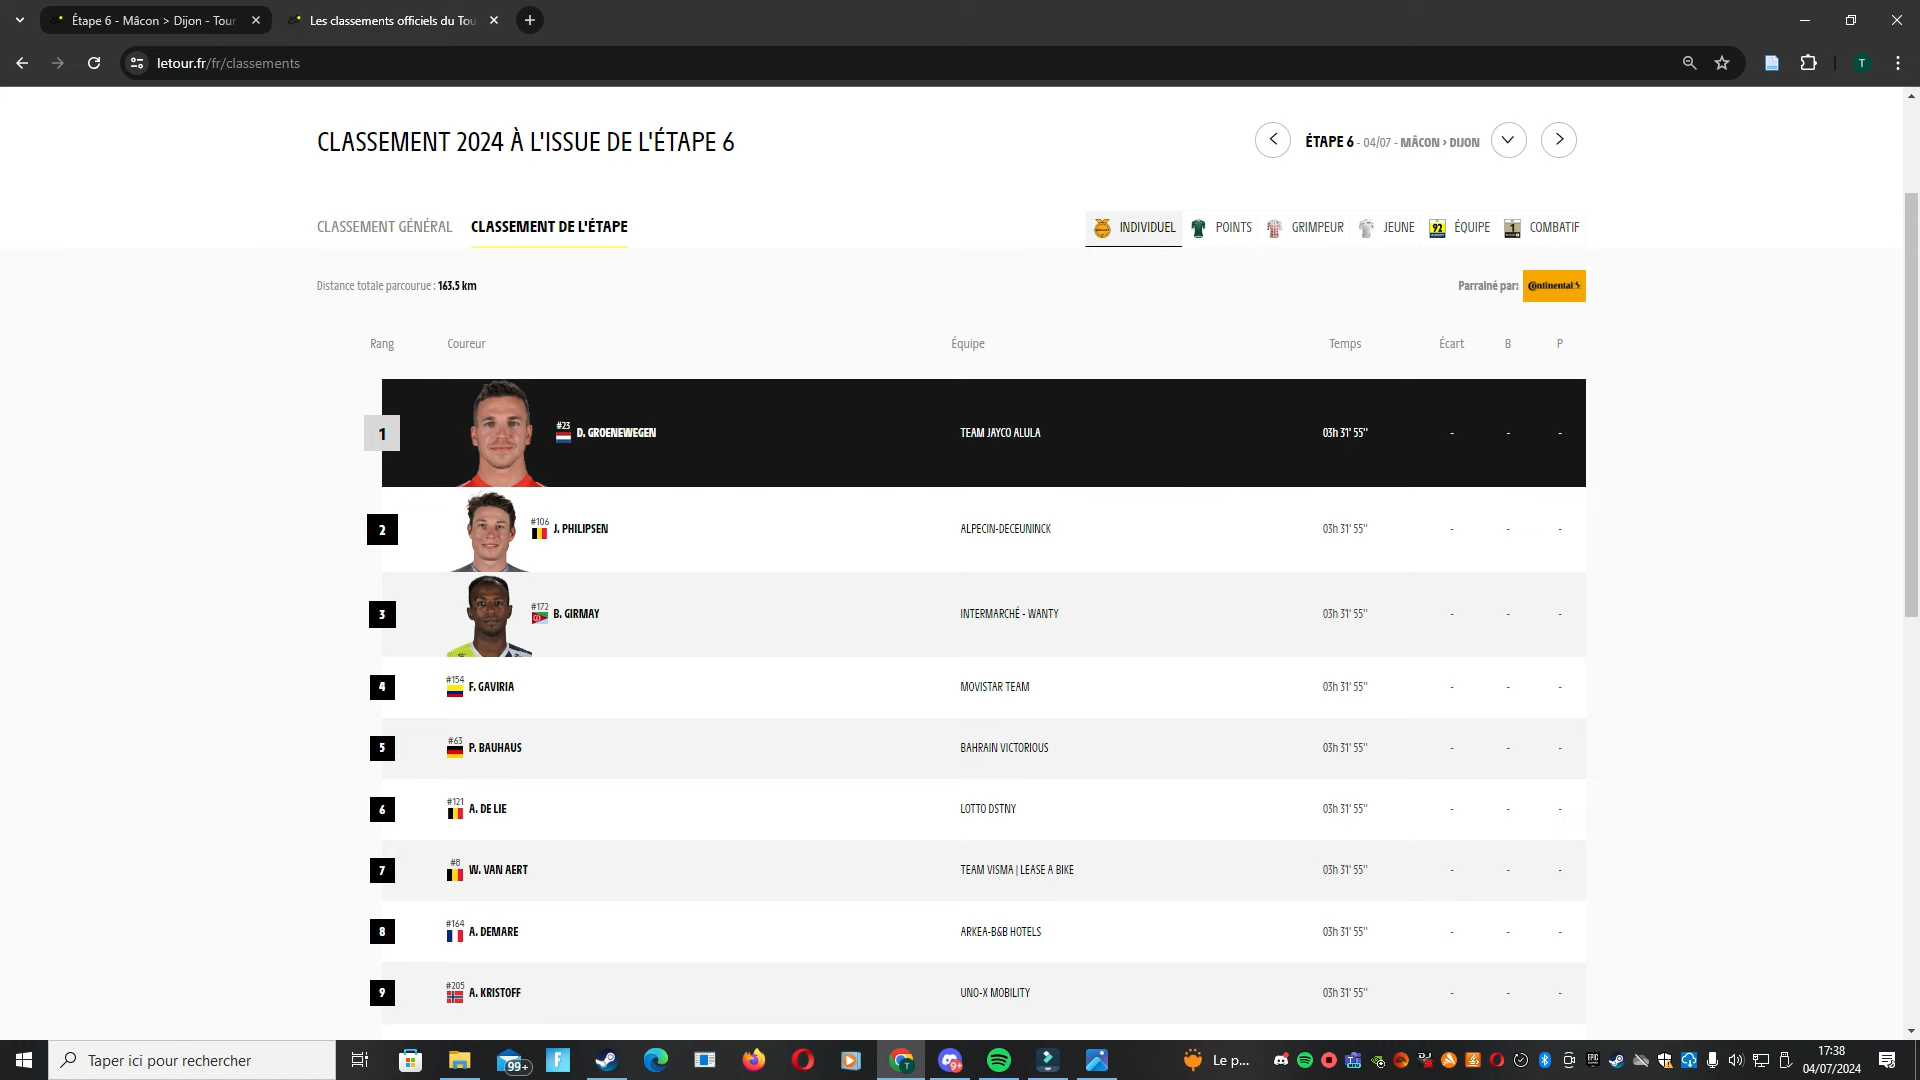 Étape 6 - Mâcon > Dijon - Tour
Les classements officiels du Tou
letour.fr/fr/classements
T
CLASSEMENT 2024 À L'ISSUE DE L'ÉTAPE 6
ÉTAPE 6 - 04/07 - MÂCON > DIJON
CLASSEMENT GÉNÉRAL
CLASSEMENT DE L'ÉTAPE
INDIVIDUEL
POINTS
GRIMPEUR
JEUNE
92
ÉQUIPE
1
COMBATIF
Distance totale parcourue : 163.5 km
Parrainé par: Continental
Rang Coureur Équipe Temps Écart B P
1 #23 D. GROENEWEGEN TEAM JAYCO ALULA 03h 31' 55'' - - -
2 #106 J. PHILIPSEN ALPECIN-DECEUNINCK 03h 31' 55'' - - -
3 #172 B. GIRMAY INTERMARCHÉ - WANTY 03h 31' 55'' - - -
4 #154 F. GAVIRIA MOVISTAR TEAM 03h 31' 55'' - - -
5 #63 P. BAUHAUS BAHRAIN VICTORIOUS 03h 31' 55'' - - -
6 #121 A. DE LIE LOTTO DSTNY 03h 31' 55'' - - -
7 #8 W. VAN AERT TEAM VISMA | LEASE A BIKE 03h 31' 55'' - - -
8 #164 A. DEMARE ARKEA-B&B HOTELS 03h 31' 55'' - - -
9 #205 A. KRISTOFF UNO-X MOBILITY 03h 31' 55'' - - -
Taper ici pour rechercher
99+
Le p...
17:38
04/07/2024